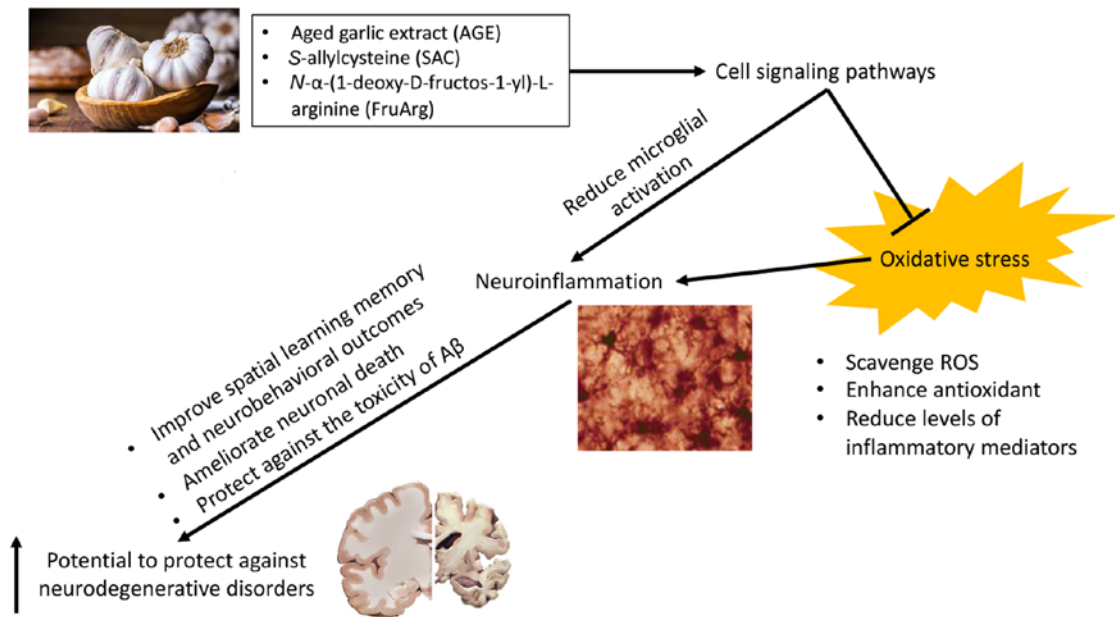 • Aged garlic extract (AGE)
• S-allylcysteine (SAC)
• N-α-(1-deoxy-D-fructos-1-yl)-L-
arginine (FruArg)
Cell signaling pathways
Reduce microglial
activation
Oxidative stress
Neuroinflammation
• Scavenge ROS
• Enhance antioxidant
• Reduce levels of
inflammatory mediators
• Improve spatial learning memory
and neurobehavioral outcomes
• Ameliorate neuronal death
• Protect against the toxicity of Aβ
Potential to protect against
neurodegenerative disorders